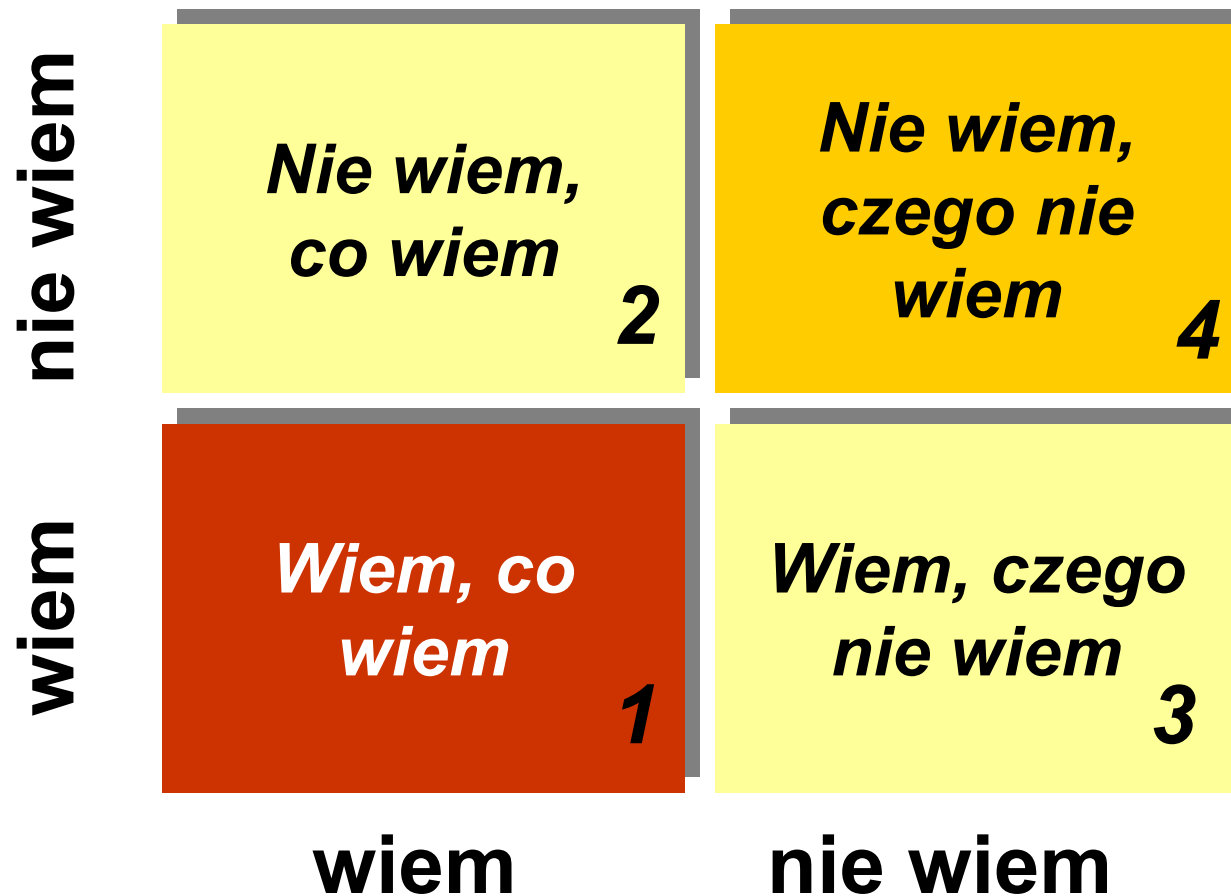 nie wiem
Nie wiem,
co wiem
2
Nie wiem,
czego nie
wiem
4
wiem
Wiem, co
wiem
1
Wiem, czego
nie wiem
3
wiem
nie wiem